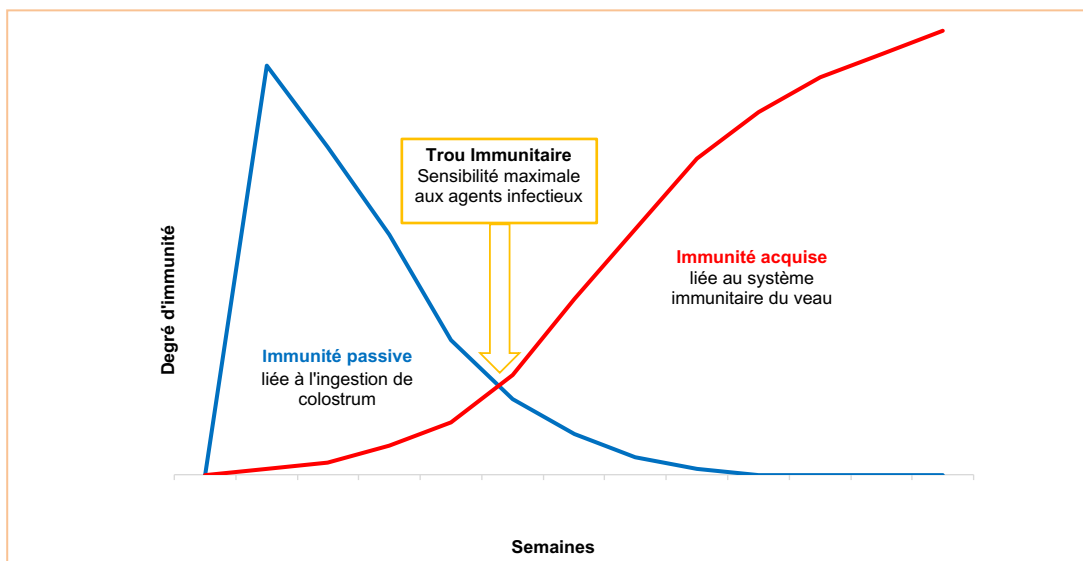 Trou Immunitaire
Sensibilité maximale
aux agents infectieux
Degré d'immunité
Immunité acquise
liée au système
immunitaire du veau
Immunité passive
liée à l'ingestion de
colostrum
Semaines